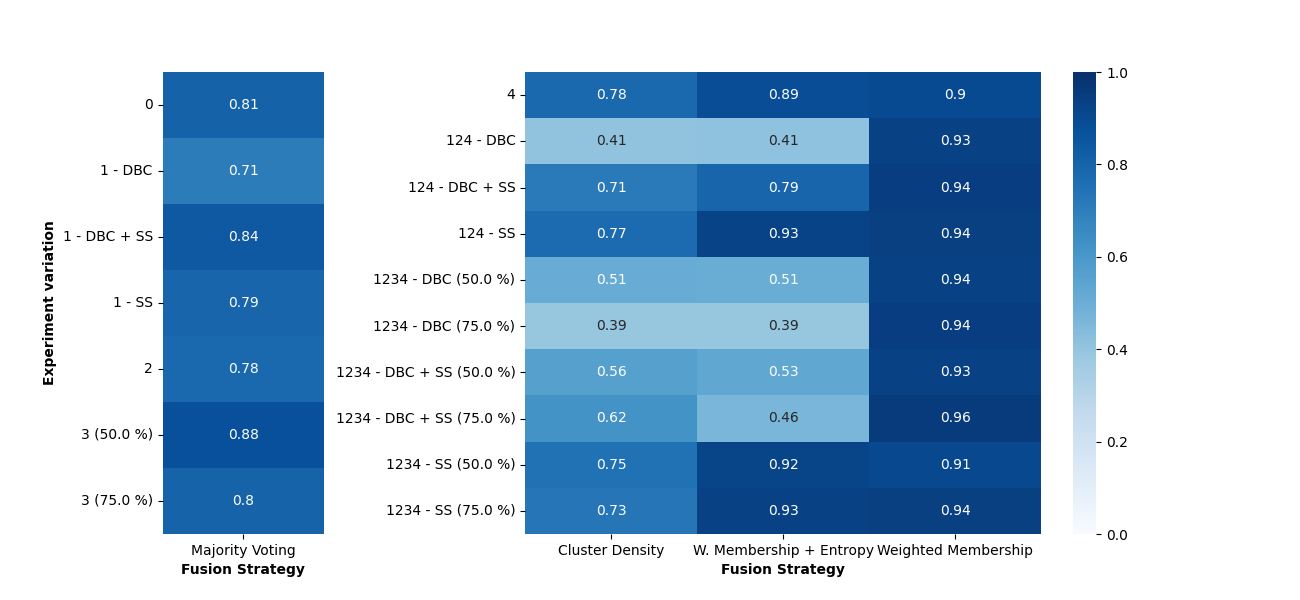 Experiment variation
0 0.81
1 - DBC 0.71
1 - DBC + SS 0.84
1 - SS 0.79
2 0.78
3 (50.0 %) 0.88
3 (75.0 %) 0.8
Majority Voting
Fusion Strategy
4 0.78 0.89 0.9
124 - DBC 0.41 0.41 0.93
124 - DBC + SS 0.71 0.79 0.94
124 - SS 0.77 0.93 0.94
1234 - DBC (50.0 %) 0.51 0.51 0.94
1234 - DBC (75.0 %) 0.39 0.39 0.94
1234 - DBC + SS (50.0 %) 0.56 0.53 0.93
1234 - DBC + SS (75.0 %) 0.62 0.46 0.96
1234 - SS (50.0 %) 0.75 0.92 0.91
1234 - SS (75.0 %) 0.73 0.93 0.94
Cluster Density W. Membership + Entropy Weighted Membership
Fusion Strategy
1.0
0.8
0.6
0.4
0.2
0.0